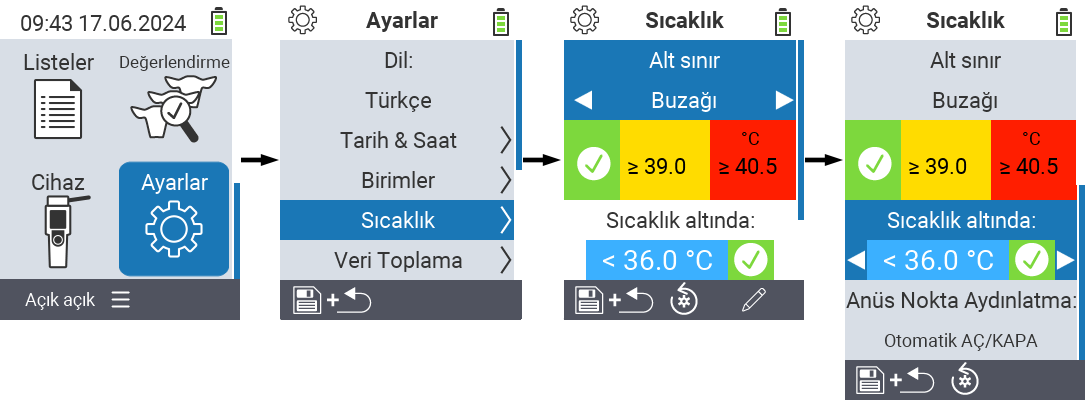 09:43 17.06.2024
Listeler
Değerlendirme
Cihaz
Ayarlar
Açık açık
Ayarlar
Dil:
Türkçe
Tarih & Saat
Birimler
Sıcaklık
Veri Toplama
+
Sıcaklık
Alt sınır
Buzağı
≥ 39.0
°C
≥ 40.5
Sıcaklık altında:
< 36.0 °C
+
Sıcaklık
Alt sınır
Buzağı
≥ 39.0
°C
≥ 40.5
Sıcaklık altında:
< 36.0 °C
Anüs Nokta Aydınlatma:
Otomatik AÇ/KAPA
+